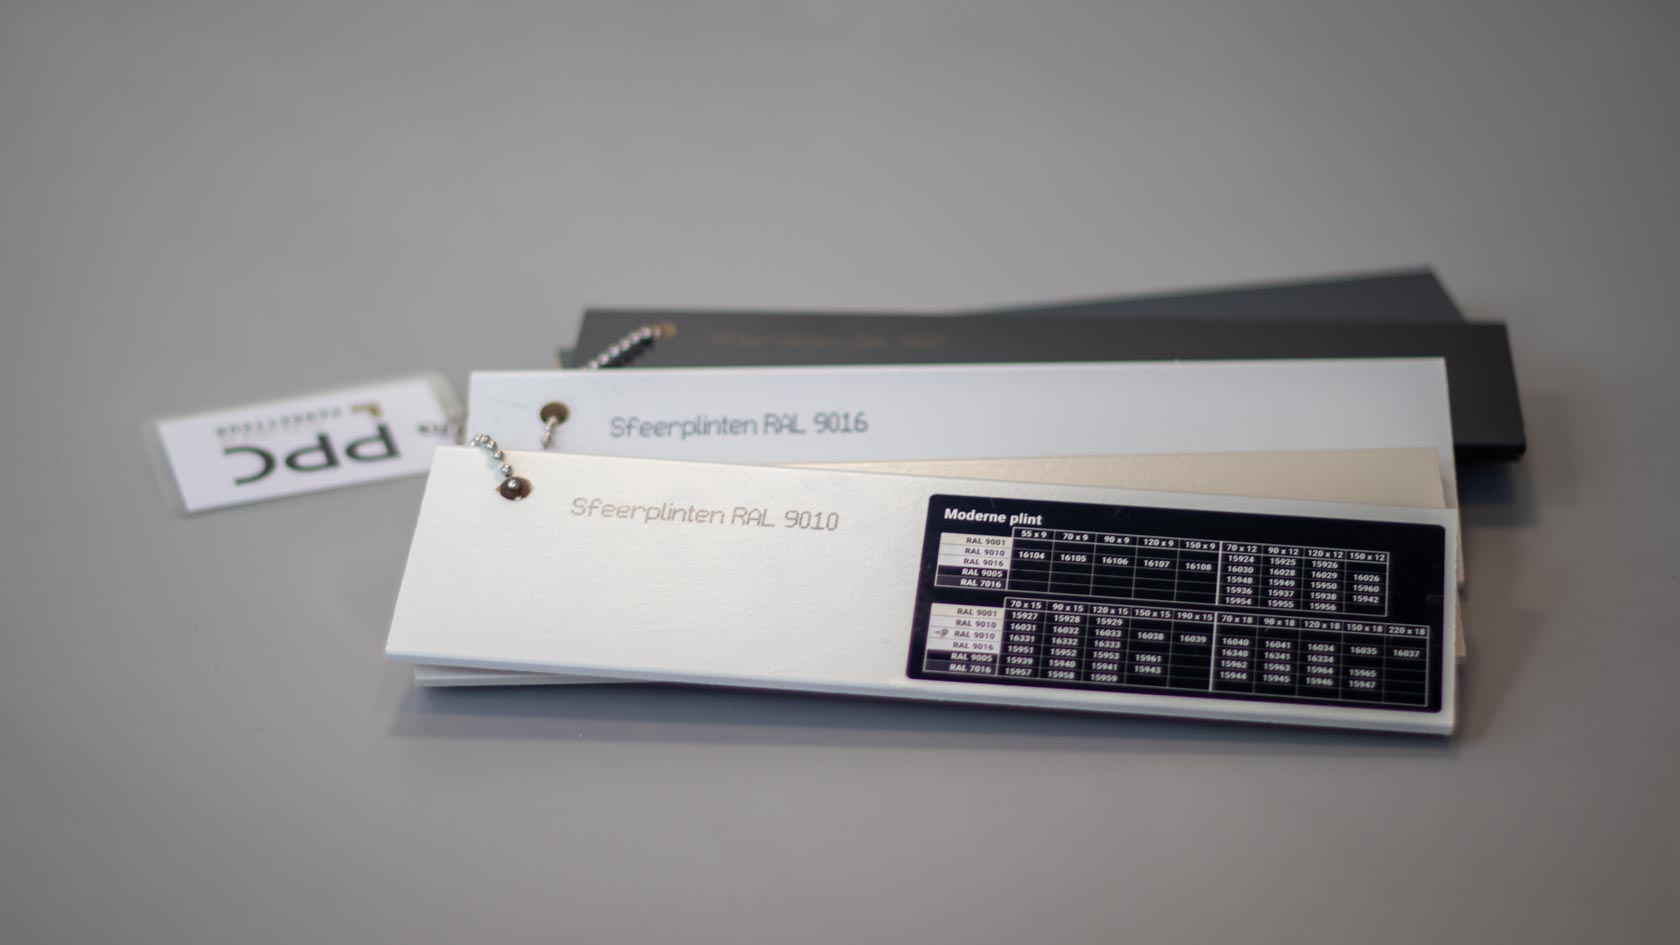 PPC
Sfeerplinten RAL 9016
Sfeerplinten RAL 9010
Moderne plint
55 x 9 70 x 9 90 x 9 120 x 9 150 x 9 70 x 12 90 x 12 120 x 12 150 x 12
RAL 9001 15924 15925 15926
RAL 9010 16104 16105 16106 16107 16108 16030 16028 16029 16026
RAL 9016 15948 15949 15950 15960
RAL 9005 15936 15937 15938 15942
RAL 7016 15954 15955 15956
70 x 15 90 x 15 120 x 15 150 x 15 190 x 15 70 x 18 90 x 18 120 x 18 150 x 18 220 x 18
RAL 9001 15927 15928 15929
RAL 9010 16031 16032 16033 16038 16039 16040 16041 16034 16035 16037
RAL 9010 16331 16332 16333 16340 16341 16334
RAL 9016 15951 15952 15953 15961 15962 15963 15964 15965
RAL 9005 15939 15940 15941 15943 15944 15945 15946 15947
RAL 7016 15957 15958 15959